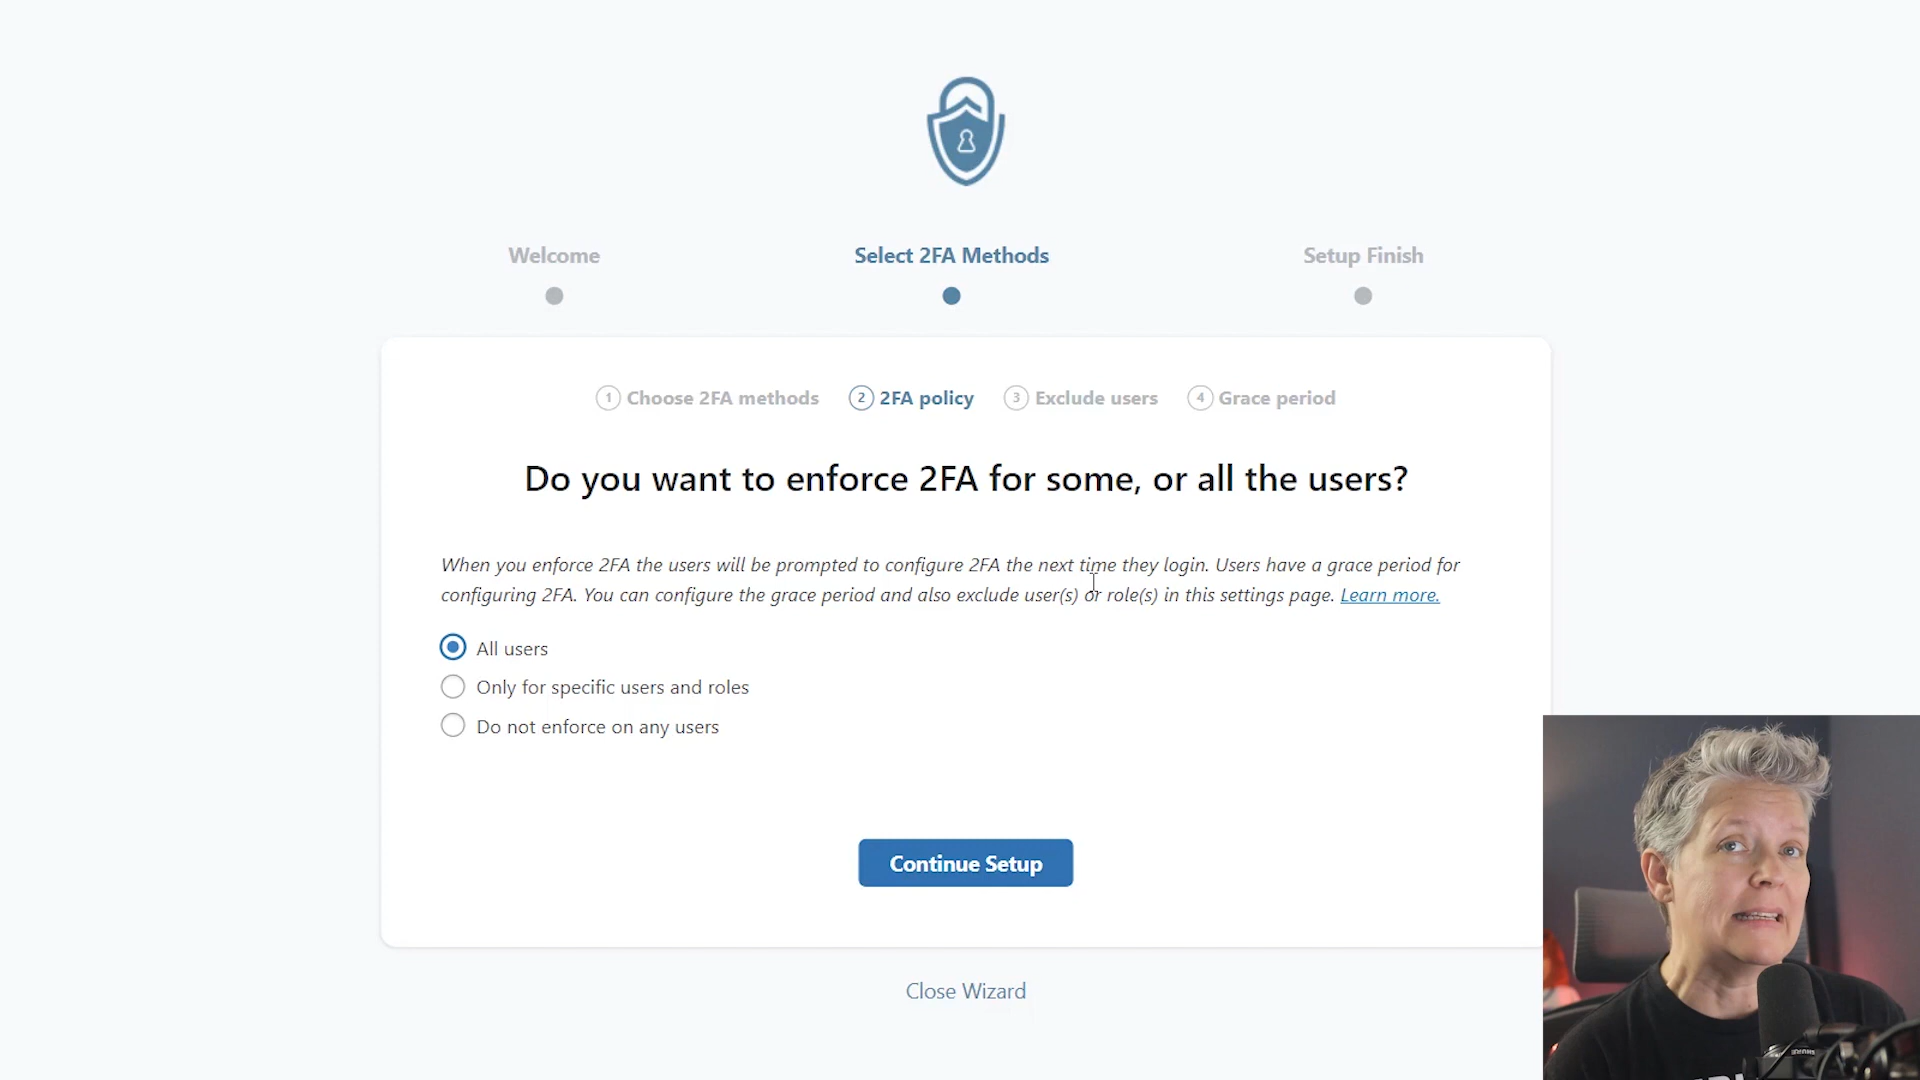 Welcome
Select 2FA Methods
Setup Finish
1 Choose 2FA methods
2 2FA policy
3 Exclude users
4 Grace period
Do you want to enforce 2FA for some, or all the users?
When you enforce 2FA the users will be prompted to configure 2FA the next time they login. Users have a grace period for
configuring 2FA. You can configure the grace period and also exclude user(s) or role(s) in this settings page. Learn more.
All users
Only for specific users and roles
Do not enforce on any users
Continue Setup
Close Wizard